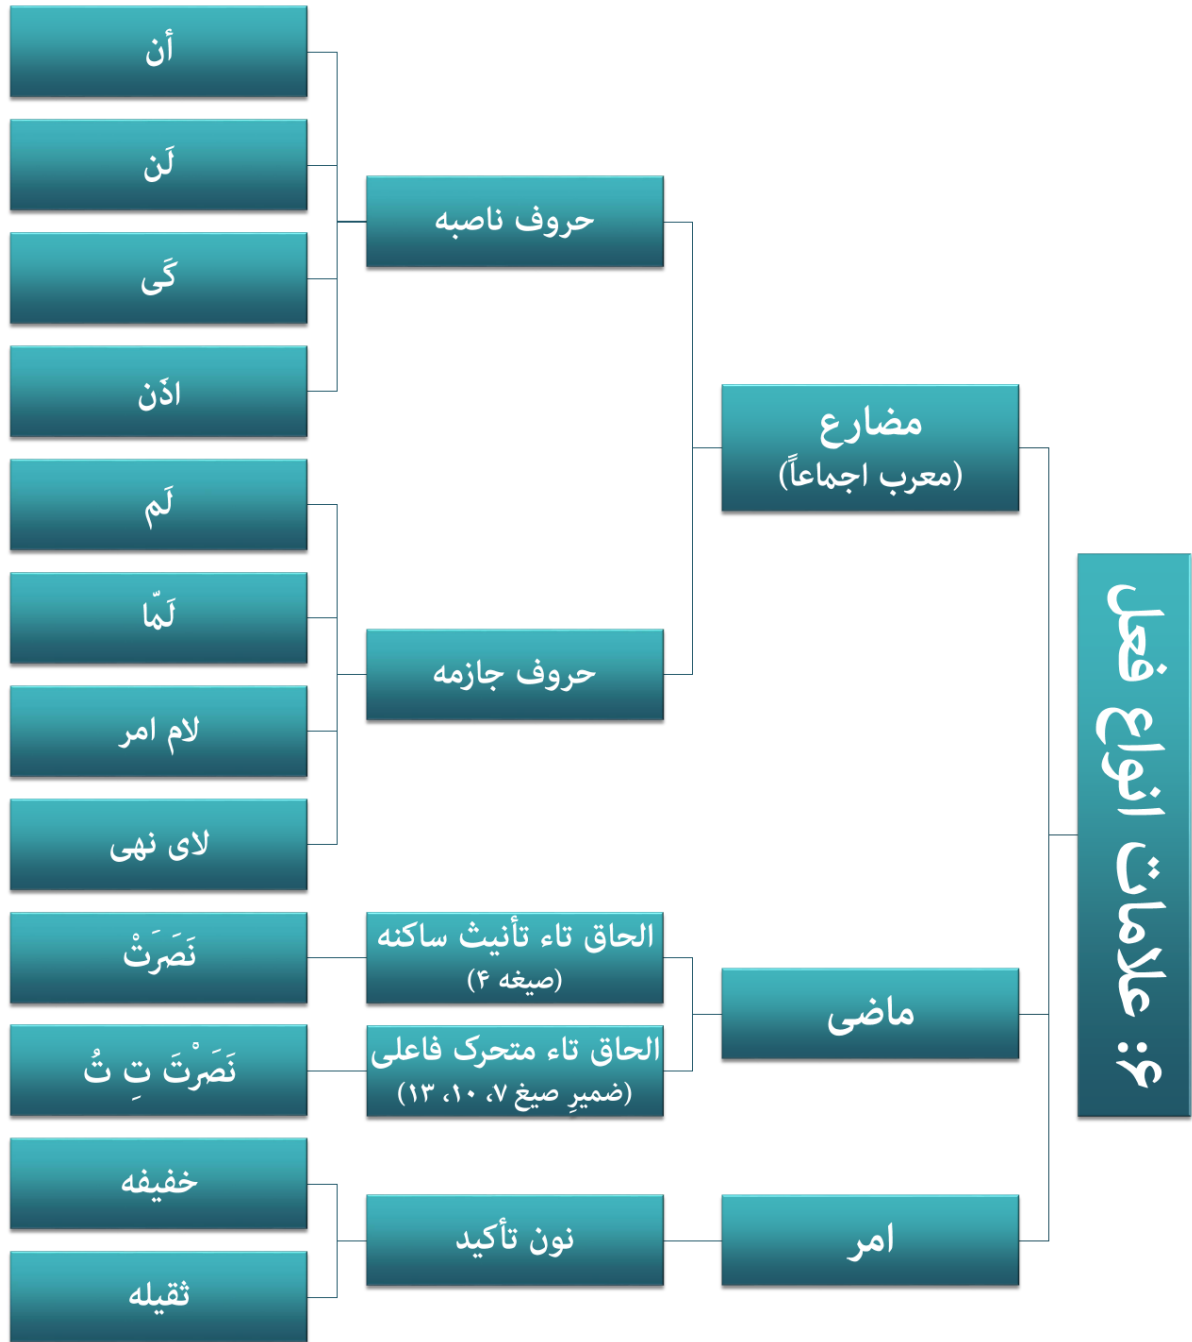 ۶: علامات انواع فعل
مضارع
(معرب اجماعاً)
حروف ناصبه
أن
لَن
کَی
اذَن
حروف جازمه
لَم
لَمّا
لام امر
لای نهی
ماضی
الحاق تاء تأنیث ساکنه
(صیغه ۴)
نَصَرَتْ
الحاق تاء متحرک فاعلی
(ضمیرِ صیغ ۷، ۱۰، ۱۳)
نَصَرْتَ تِ تُ
امر
نون تأکید
خفیفه
ثقیله